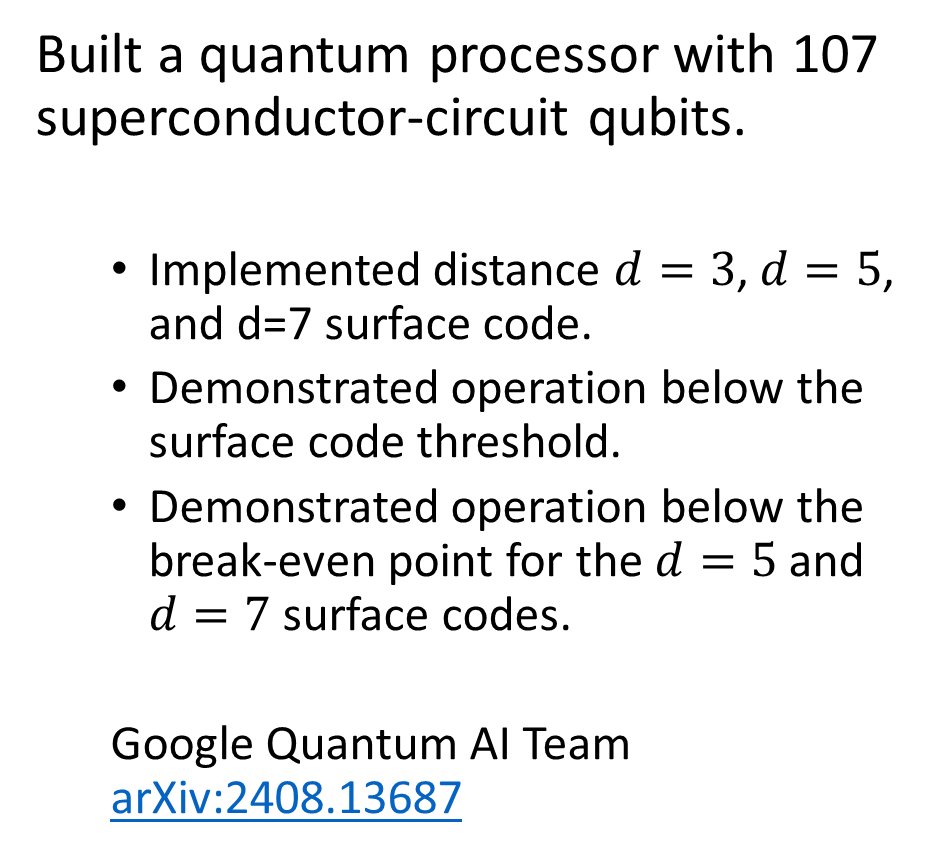 Built a quantum processor with 107
superconductor-circuit qubits.
• Implemented distance 𝑑 = 3, 𝑑 = 5,
and d=7 surface code.
• Demonstrated operation below the
surface code threshold.
• Demonstrated operation below the
break-even point for the 𝑑 = 5 and
𝑑 = 7 surface codes.
Google Quantum AI Team
arXiv:2408.13687